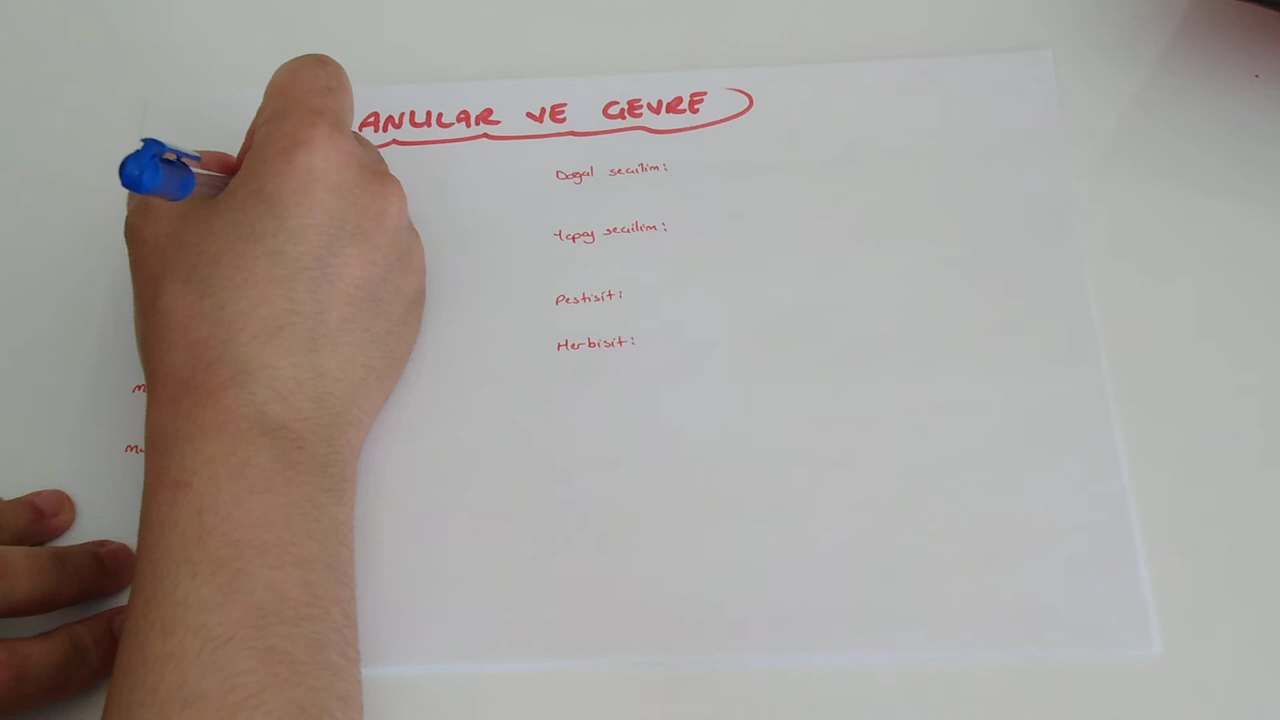 ANLILAR VE ÇEVRE
Doğal seçilim:
Yapay seçilim:
Pestisit:
Herbisit: